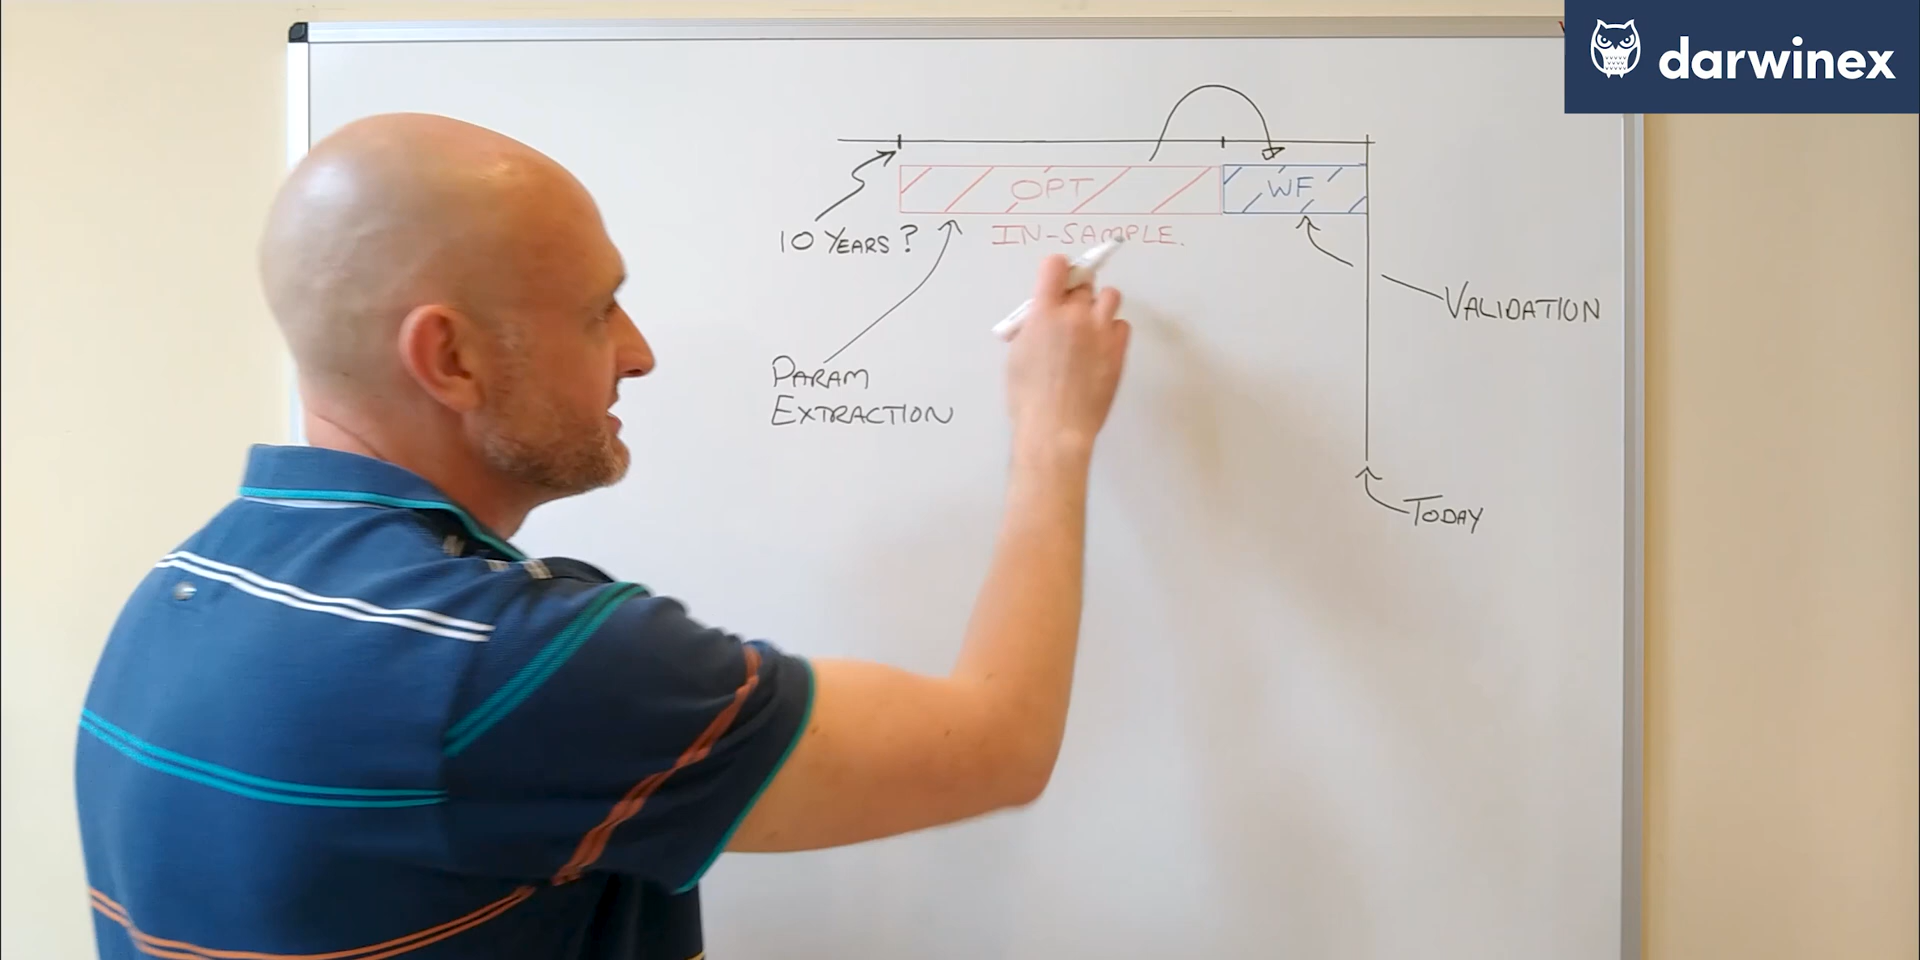 darwinex
OPT
WF
10 YEARS?
IN-SAMPLE.
VALIDATION
PARAM
EXTRACTION
TODAY